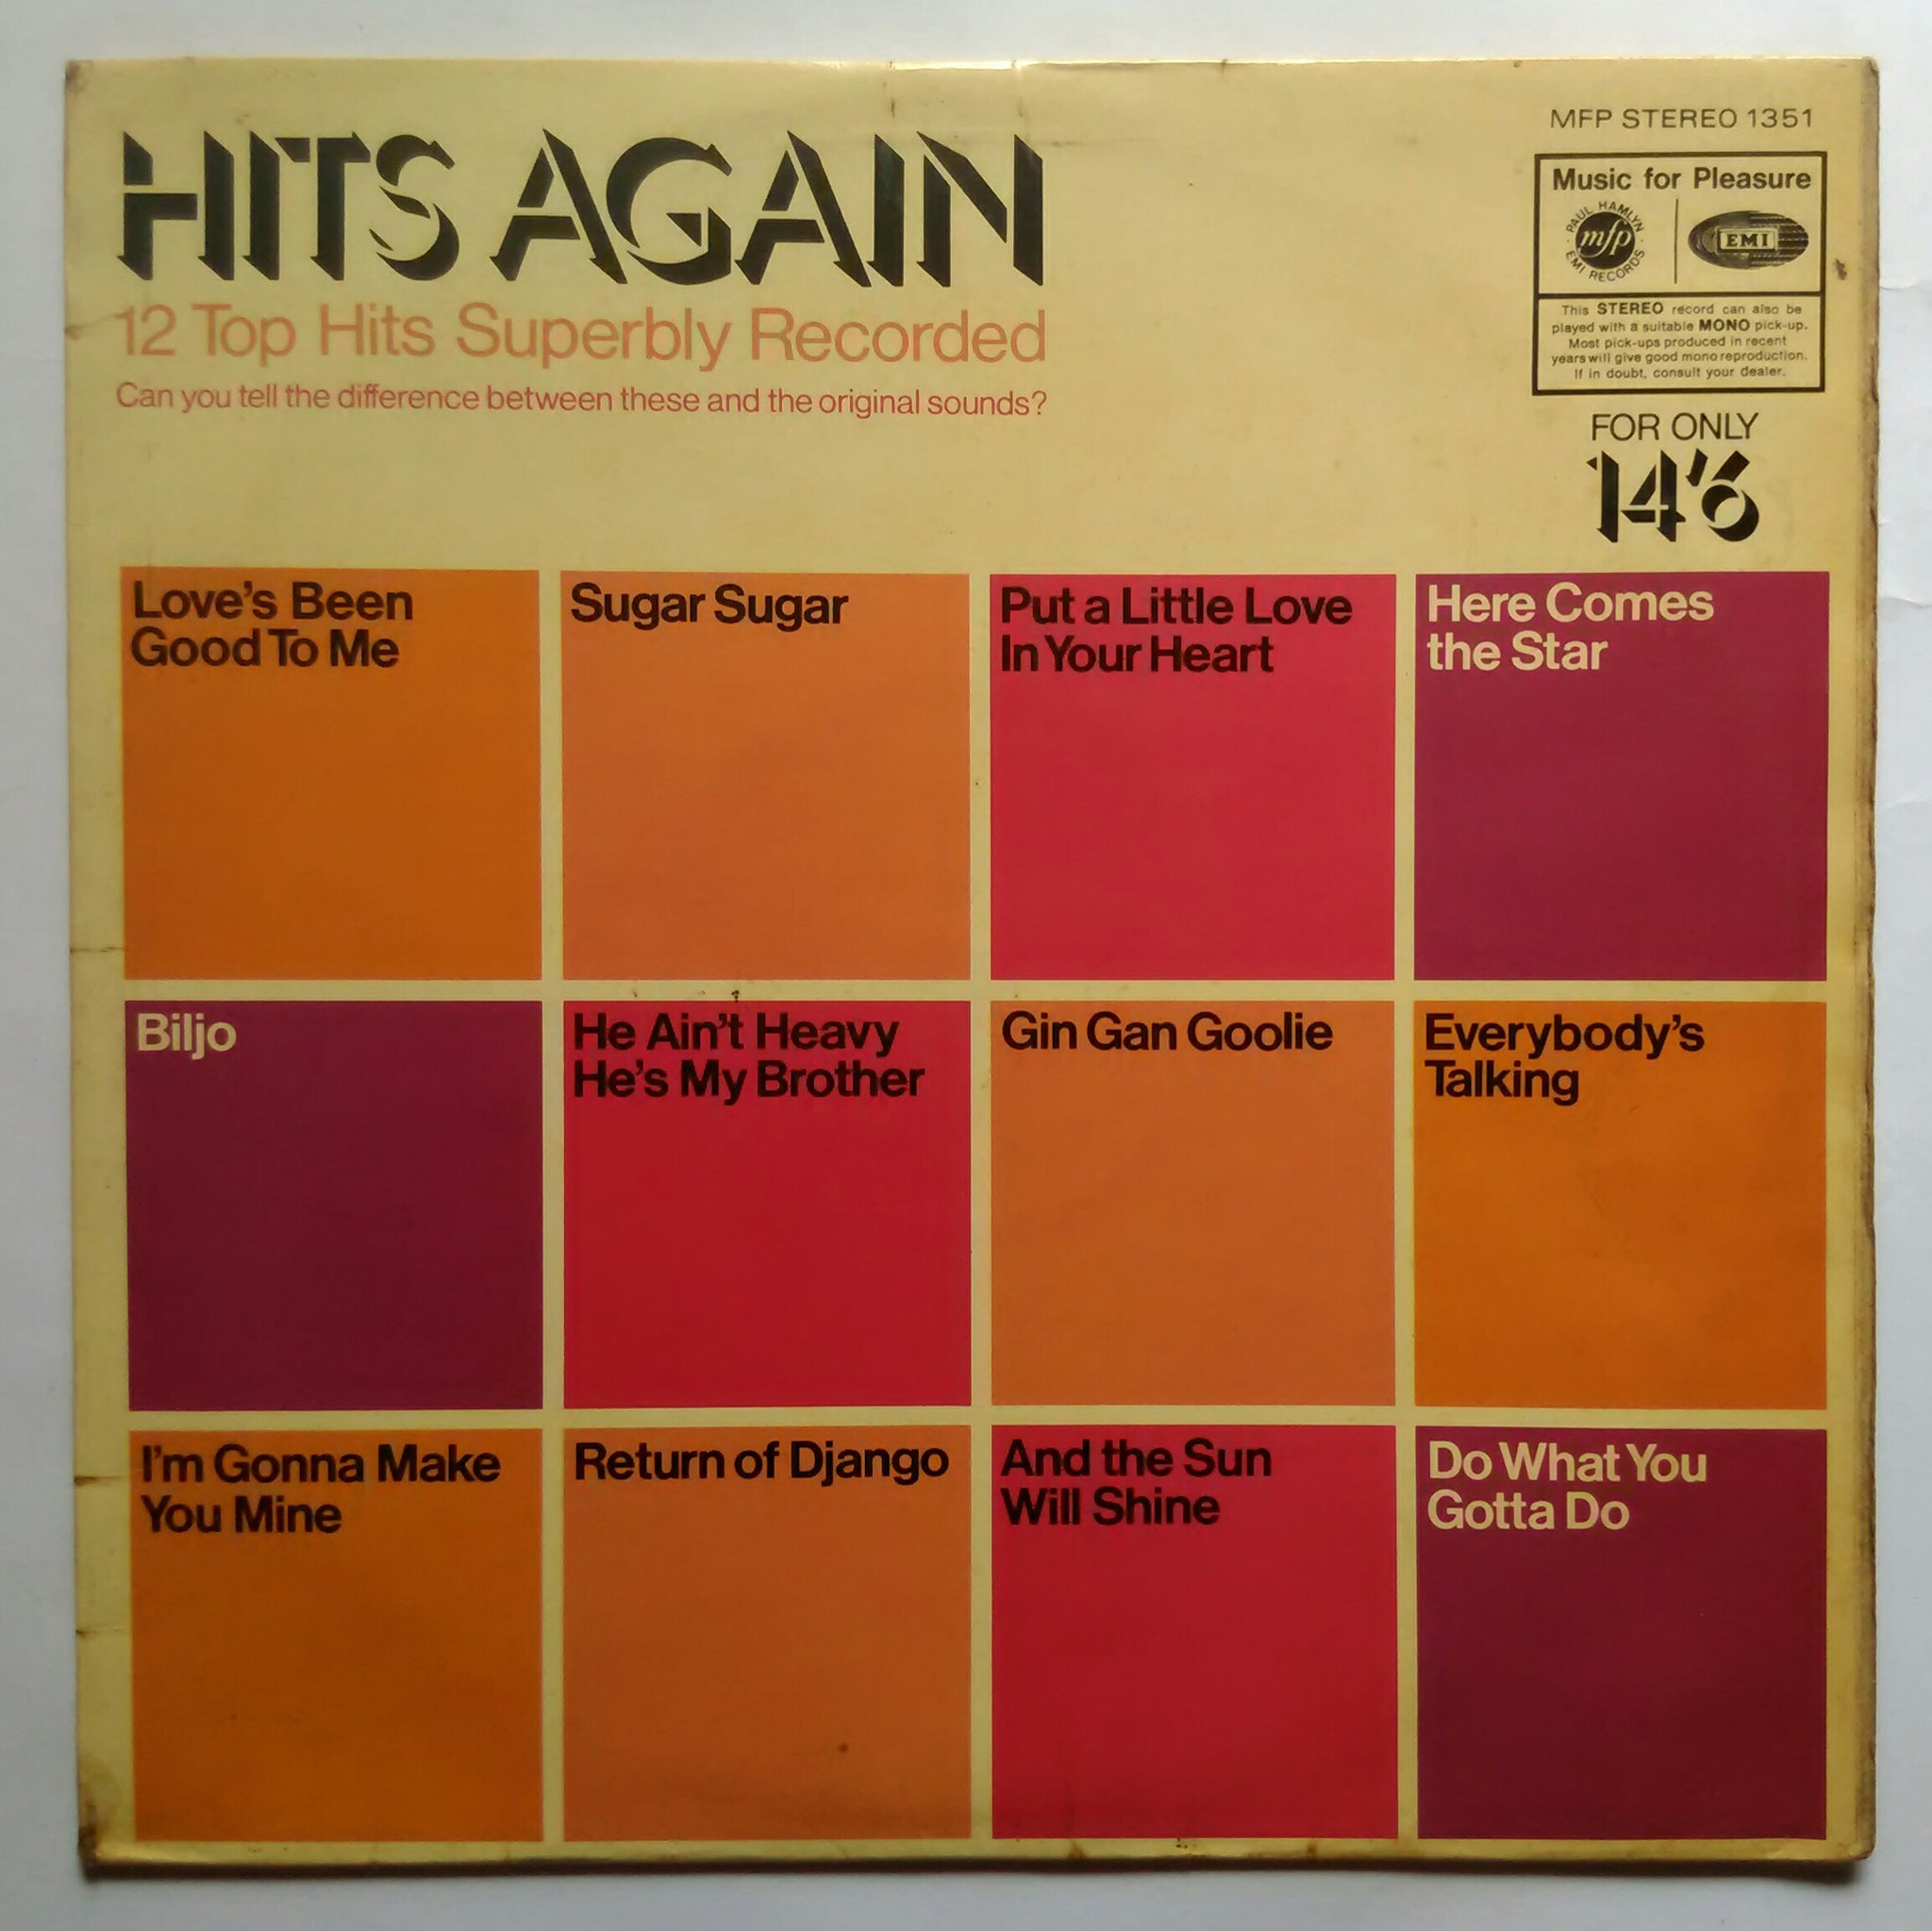 HITS AGAIN
12 Top Hits Superbly Recorded
Can you tell the difference between these and the original sounds?
MFP STEREO 1351
Music for Pleasure
PAUL HAMLYN
mfp
EMI RECORDS
EMI
This STEREO record can also be
played with a suitable MONO pick-up.
Most pick-ups produced in recent
years will give good mono reproduction.
If in doubt, consult your dealer.
FOR ONLY
14'6
Love's Been
Good To Me
Sugar Sugar
Put a Little Love
In Your Heart
Here Comes
the Star
Biljo
He Ain't Heavy
He's My Brother
Gin Gan Goolie
Everybody's
Talking
I'm Gonna Make
You Mine
Return of Django
And the Sun
Will Shine
Do What You
Gotta Do